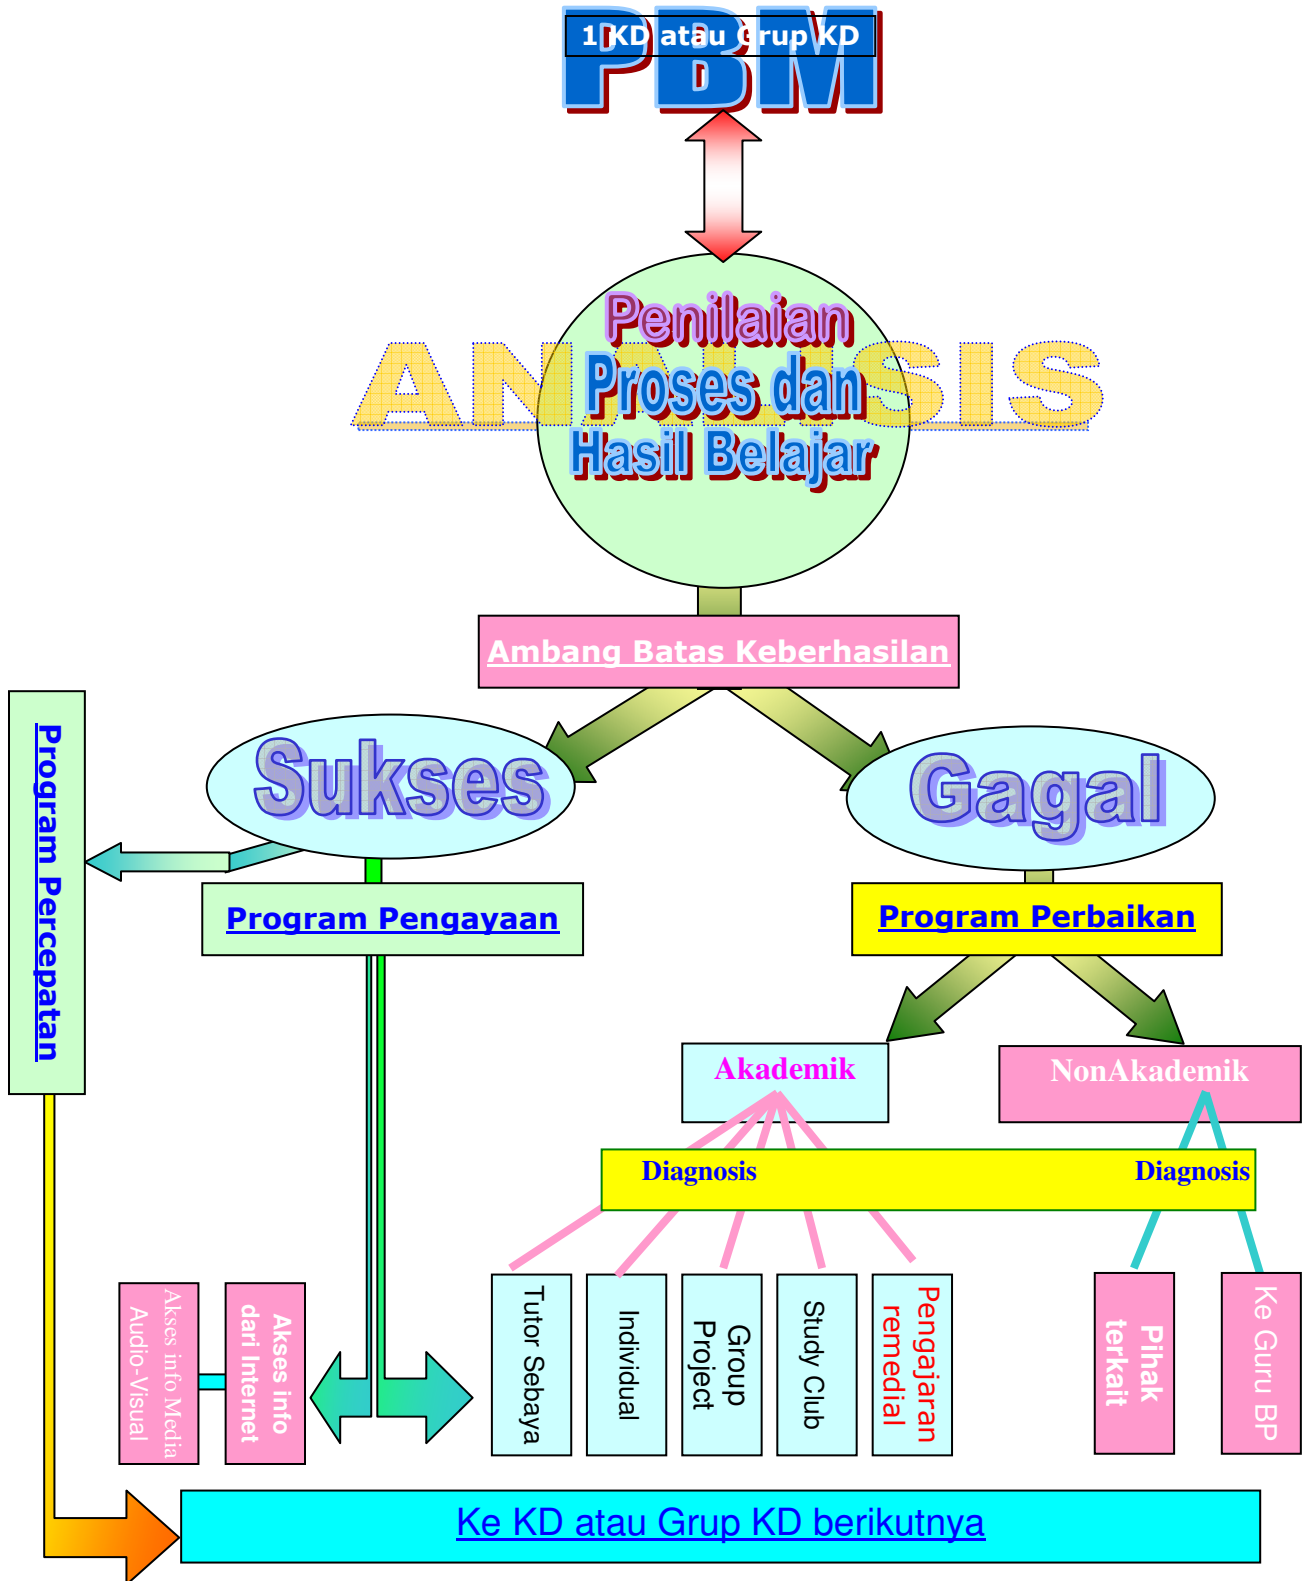 1 KD atau Grup KD
PBM
ANALISIS
Penilaian
Proses dan
Hasil Belajar
Ambang Batas Keberhasilan
Sukses
Gagal
Program Percepatan
Program Pengayaan
Program Perbaikan
Akademik
NonAkademik
Diagnosis
Diagnosis
Akses info Media
Audio-Visual
Akses info
dari Internet
Tutor Sebaya
Individual
Group
Project
Study Club
Pengajaran
remedial
Pihak
terkait
Ke Guru BP
Ke KD atau Grup KD berikutnya